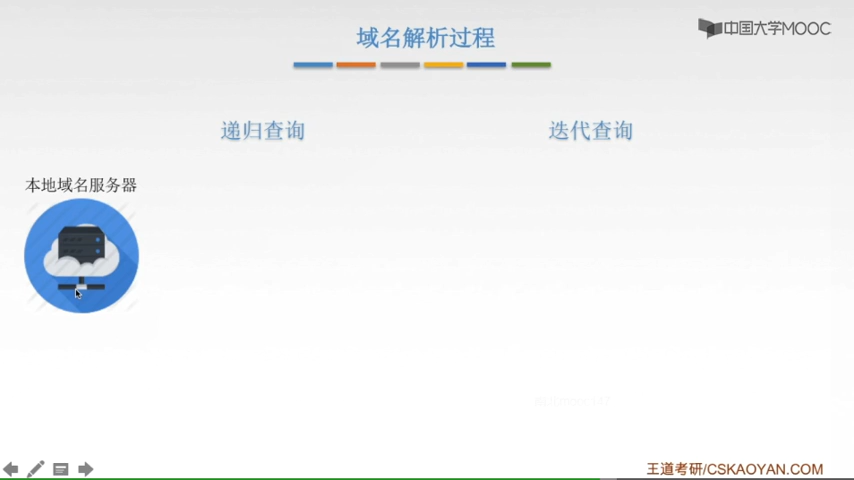 域名解析过程
中国大学MOOC
递归查询
迭代查询
本地域名服务器
王道考研/CSKAOYAN.COM